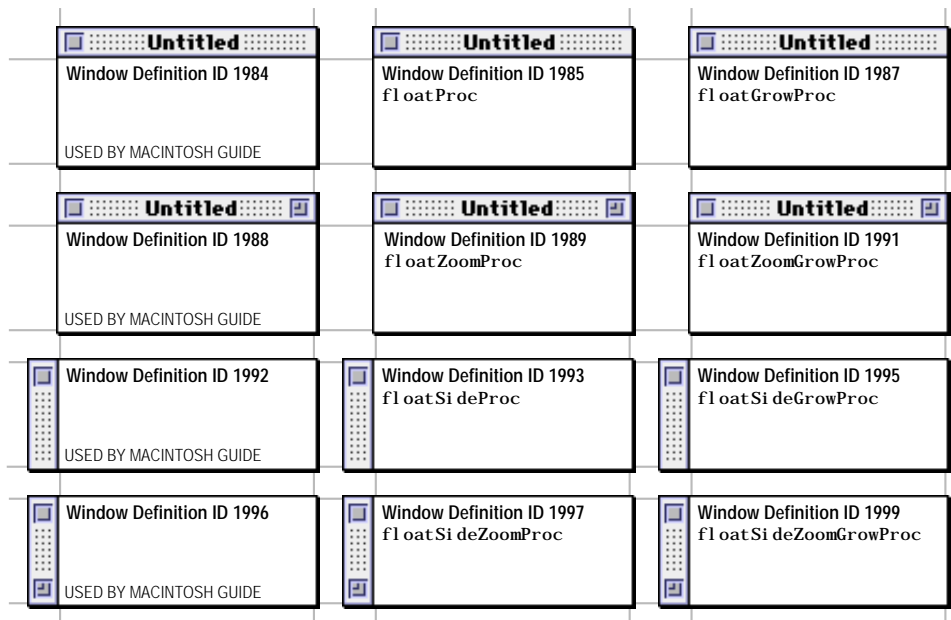 Untitled
Window Definition ID 1984
USED BY MACINTOSH GUIDE
Untitled
Window Definition ID 1985
floatProc
Untitled
Window Definition ID 1987
floatGrowProc
Untitled
Window Definition ID 1988
USED BY MACINTOSH GUIDE
Untitled
Window Definition ID 1989
floatZoomProc
Untitled
Window Definition ID 1991
floatZoomGrowProc
Window Definition ID 1992
USED BY MACINTOSH GUIDE
Window Definition ID 1993
floatSideProc
Window Definition ID 1995
floatSideGrowProc
Window Definition ID 1996
USED BY MACINTOSH GUIDE
Window Definition ID 1997
floatSideZoomProc
Window Definition ID 1999
floatSideZoomGrowProc